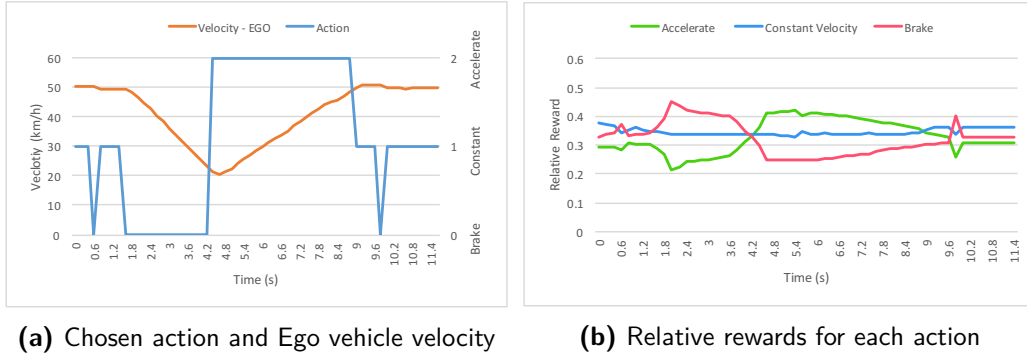 Velocity - EGO Action
60
50
40
30
20
10
0
Vecbtiy (km/h)
2
1
0
Accelerate
Constant
Brake
0 0.6 1.2 1.8 2.4 3 3.6 4.2 4.8 5.4 6 6.6 7.2 7.8 8.4 9 9.6 10.2 10.8 11.4
Time (s)
(a) Chosen action and Ego vehicle velocity
Accelerate Constant Velocity Brake
0.6
0.5
0.4
0.3
0.2
0.1
0
Relative Reward
0 0.6 1.2 1.8 2.4 3 3.6 4.2 4.8 5.4 6 6.6 7.2 7.8 8.4 9 9.6 10.2 10.8 11.4
Time (s)
(b) Relative rewards for each action